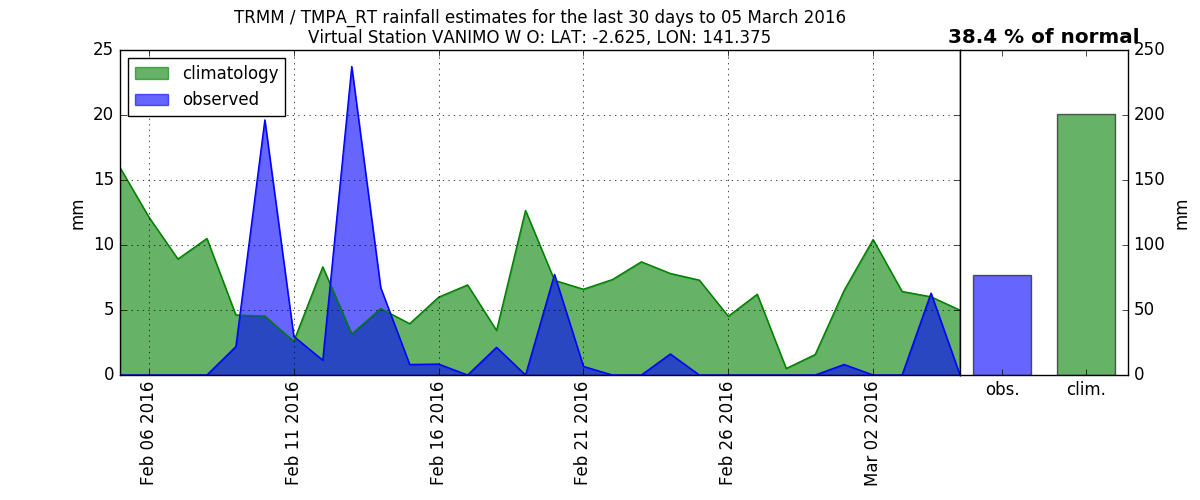 TRMM / TMPA_RT rainfall estimates for the last 30 days to 05 March 2016
Virtual Station VANIMO W O: LAT: -2.625, LON: 141.375
38.4 % of normal
climatology
observed
25
20
15
10
5
0
mm
Feb 06 2016
Feb 11 2016
Feb 16 2016
Feb 21 2016
Feb 26 2016
Mar 02 2016
250
200
150
100
50
0
mm
obs.
clim.